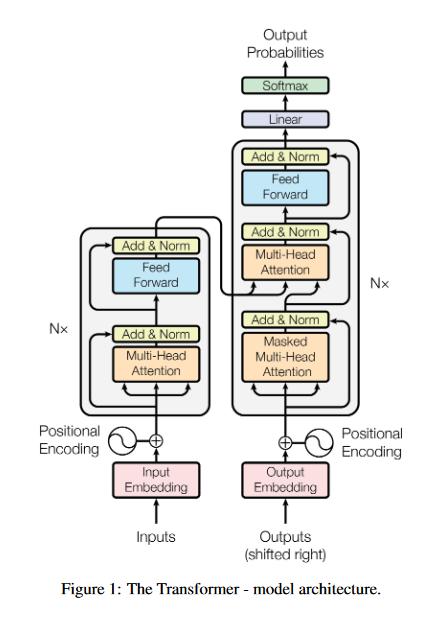 Output
Probabilities
Softmax
Linear
Add & Norm
Feed
Forward
Add & Norm
Multi-Head
Attention
Add & Norm
Masked
Multi-Head
Attention
N×
Add & Norm
Feed
Forward
Add & Norm
Multi-Head
Attention
N×
Positional
Encoding
Input
Embedding
Inputs
Positional
Encoding
Output
Embedding
Outputs
(shifted right)
Figure 1: The Transformer - model architecture.